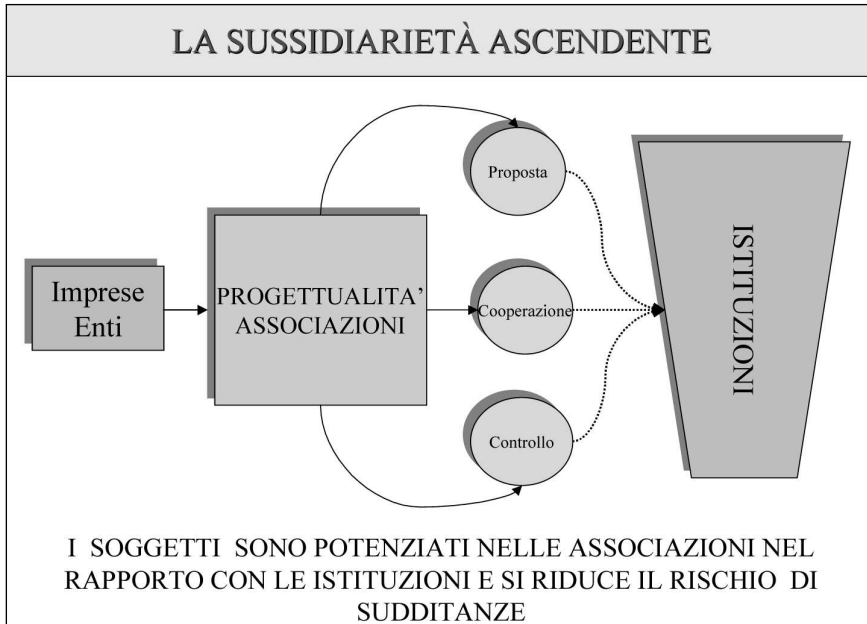 LA SUSSIDIARIETÀ ASCENDENTE
Imprese
Enti
PROGETTUALITA’
ASSOCIAZIONI
Proposta
Cooperazione
Controllo
ISTITUZIONI
I SOGGETTI SONO POTENZIATI NELLE ASSOCIAZIONI NEL
RAPPORTO CON LE ISTITUZIONI E SI RIDUCE IL RISCHIO DI
SUDDITANZE